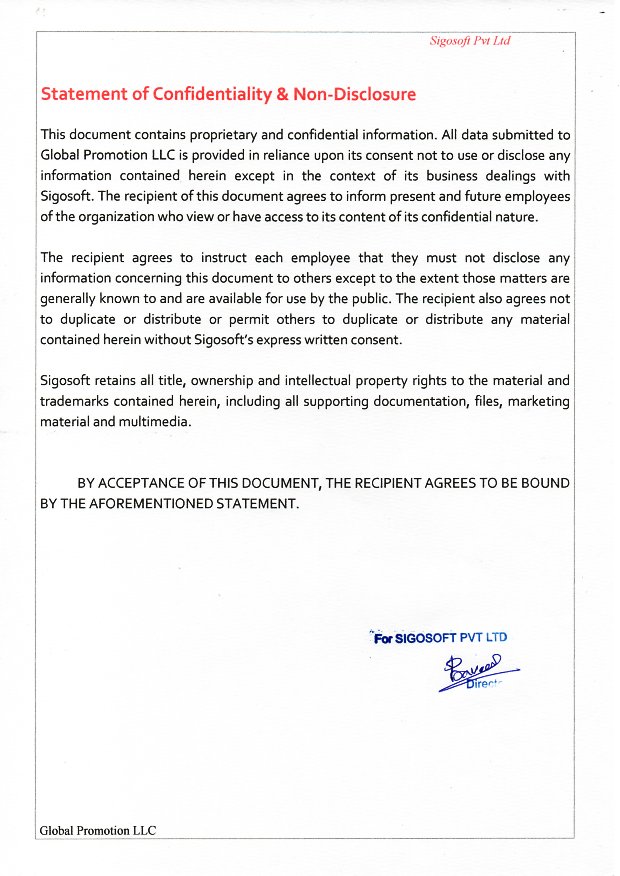 Sigosoft Pvt Ltd
Statement of Confidentiality & Non-Disclosure
This document contains proprietary and confidential information. All data submitted to
Global Promotion LLC is provided in reliance upon its consent not to use or disclose any
information contained herein except in the context of its business dealings with
Sigosoft. The recipient of this document agrees to inform present and future employees
of the organization who view or have access to its content of its confidential nature.
The recipient agrees to instruct each employee that they must not disclose any
information concerning this document to others except to the extent those matters are
generally known to and are available for use by the public. The recipient also agrees not
to duplicate or distribute or permit others to duplicate or distribute any material
contained herein without Sigosoft's express written consent.
Sigosoft retains all title, ownership and intellectual property rights to the material and
trademarks contained herein, including all supporting documentation, files, marketing
material and multimedia.
BY ACCEPTANCE OF THIS DOCUMENT, THE RECIPIENT AGREES TO BE BOUND
BY THE AFOREMENTIONED STATEMENT.
For SIGOSOFT PVT LTD
Global Promotion LLC